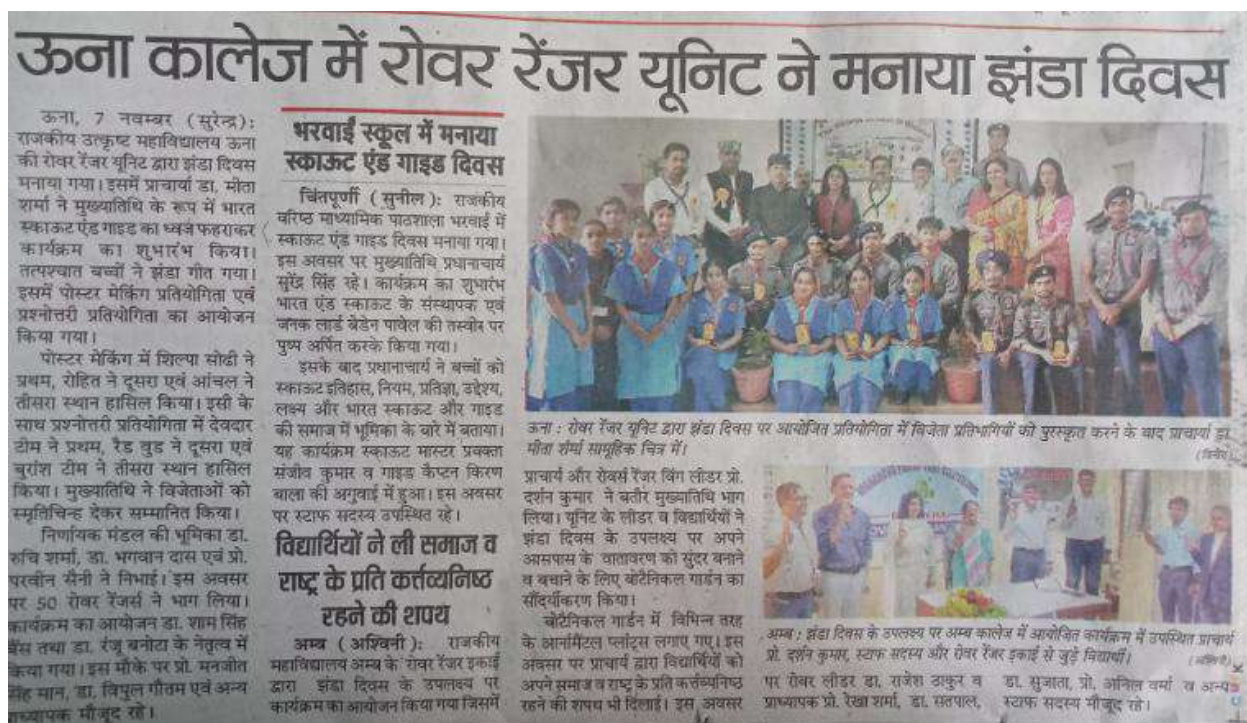 ऊना कालेज में रोवर रेंजर यूनिट ने मनाया झंडा दिवस
ऊना, 7 नवम्बर (सुरेन्द्र):
राजकीय उत्कृष्ट महाविद्यालय ऊना
की रोवर रेंजर यूनिट द्वारा झंडा दिवस
मनाया गया। इसमें प्राचार्या डा. मीता
शर्मा ने मुख्यातिथि के रूप में भारत
स्काऊट एंड गाइड का ध्वज फहराकर
कार्यक्रम का शुभारंभ किया।
तत्पश्चात बच्चों ने झंडा गीत गया।
इसमें पोस्टर मेकिंग प्रतियोगिता एवं
प्रश्नोत्तरी प्रतियोगिता का आयोजन
किया गया।
पोस्टर मेकिंग में शिल्पा सोढी ने
प्रथम, रोहित ने दूसरा एवं आंचल ने
तीसरा स्थान हासिल किया। इसी के
साथ प्रश्नोत्तरी प्रतियोगिता में देवदार
टीम ने प्रथम, रैड वुड ने दूसरा एवं
बुरांश टीम ने तीसरा स्थान हासिल
किया। मुख्यातिथि ने विजेताओं को
स्मृतिचिन्ह देकर सम्मानित किया।
निर्णायक मंडल की भूमिका डा.
रुचि शर्मा, डा. भगवान दास एवं प्रो.
परवीन सैनी ने निभाई। इस अवसर
पर 50 रोवर रेंजर्स ने भाग लिया।
कार्यक्रम का आयोजन डा. शाम सिंह
बैंस तथा डा. रंजू बनोटा के नेतृत्व में
किया गया। इस मौके पर प्रो. मनजीत
सिंह मान, डा. विपुल गौतम एवं अन्य
प्राध्यापक मौजूद रहे।
भरवाईं स्कूल में मनाया
स्काऊट एंड गाइड दिवस
चिंतपूर्णी (सुनील): राजकीय
वरिष्ठ माध्यमिक पाठशाला भरवाईं में
स्काऊट एंड गाइड दिवस मनाया गया।
इस अवसर पर मुख्यातिथि प्रधानाचार्य
सुरेंद्र सिंह रहे। कार्यक्रम का शुभारंभ
भारत एंड स्काऊट के संस्थापक एवं
जनक लार्ड बेडेन पावेल की तस्वीर पर
पुष्प अर्पित करके किया गया।
इसके बाद प्रधानाचार्य ने बच्चों को
स्काऊट इतिहास, नियम, प्रतिज्ञा, उद्देश्य,
लक्ष्य और भारत स्काऊट और गाइड
की समाज में भूमिका के बारे में बताया।
यह कार्यक्रम स्काऊट मास्टर प्रवक्ता
संजीव कुमार व गाइड कैप्टन किरण
बाला की अगुवाई में हुआ। इस अवसर
पर स्टाफ सदस्य उपस्थित रहे।
विद्यार्थियों ने ली समाज व
राष्ट्र के प्रति कर्त्तव्यनिष्ठ
रहने की शपथ
अम्ब (अश्विनी): राजकीय
महाविद्यालय अम्ब के रोवर रेंजर इकाई
द्वारा झंडा दिवस के उपलक्ष्य पर
कार्यक्रम का आयोजन किया गया जिसमें
ऊना : रोवर रेंजर यूनिट द्वारा झंडा दिवस पर आयोजित प्रतियोगिता में विजेता प्रतिभागियों को पुरस्कृत करने के बाद प्राचार्या डा.
मीता शर्मा सामूहिक चित्र में।
प्राचार्य और रोवर्स रेंजर विंग लीडर प्रो.
दर्शन कुमार ने बतौर मुख्यातिथि भाग
लिया। यूनिट के लीडर व विद्यार्थियों ने
झंडा दिवस के उपलक्ष्य पर अपने
आसपास के वातावरण को सुंदर बनाने
व बचाने के लिए बोटैनिकल गार्डन का
सौंदर्यीकरण किया।
बोटैनिकल गार्डन में विभिन्न तरह
के आर्नामैंटल प्लांट्स लगाए गए। इस
अवसर पर प्राचार्य द्वारा विद्यार्थियों को
अपने समाज व राष्ट्र के प्रति कर्त्तव्यनिष्ठ
रहने की शपथ भी दिलाई। इस अवसर
अम्ब : झंडा दिवस के उपलक्ष्य पर अम्ब कालेज में आयोजित कार्यक्रम में उपस्थित प्राचार्य
प्रो. दर्शन कुमार, स्टाफ सदस्य और रोवर रेंजर इकाई से जुड़े विद्यार्थी।
(अश्विनी)
पर रोवर लीडर डा. राजेश ठाकुर व
प्राध्यापक प्रो. रेखा शर्मा, डा. सतपाल,
डा. सुजाता, प्रो. अनिल वर्मा व अन्य
स्टाफ सदस्य मौजूद रहे।